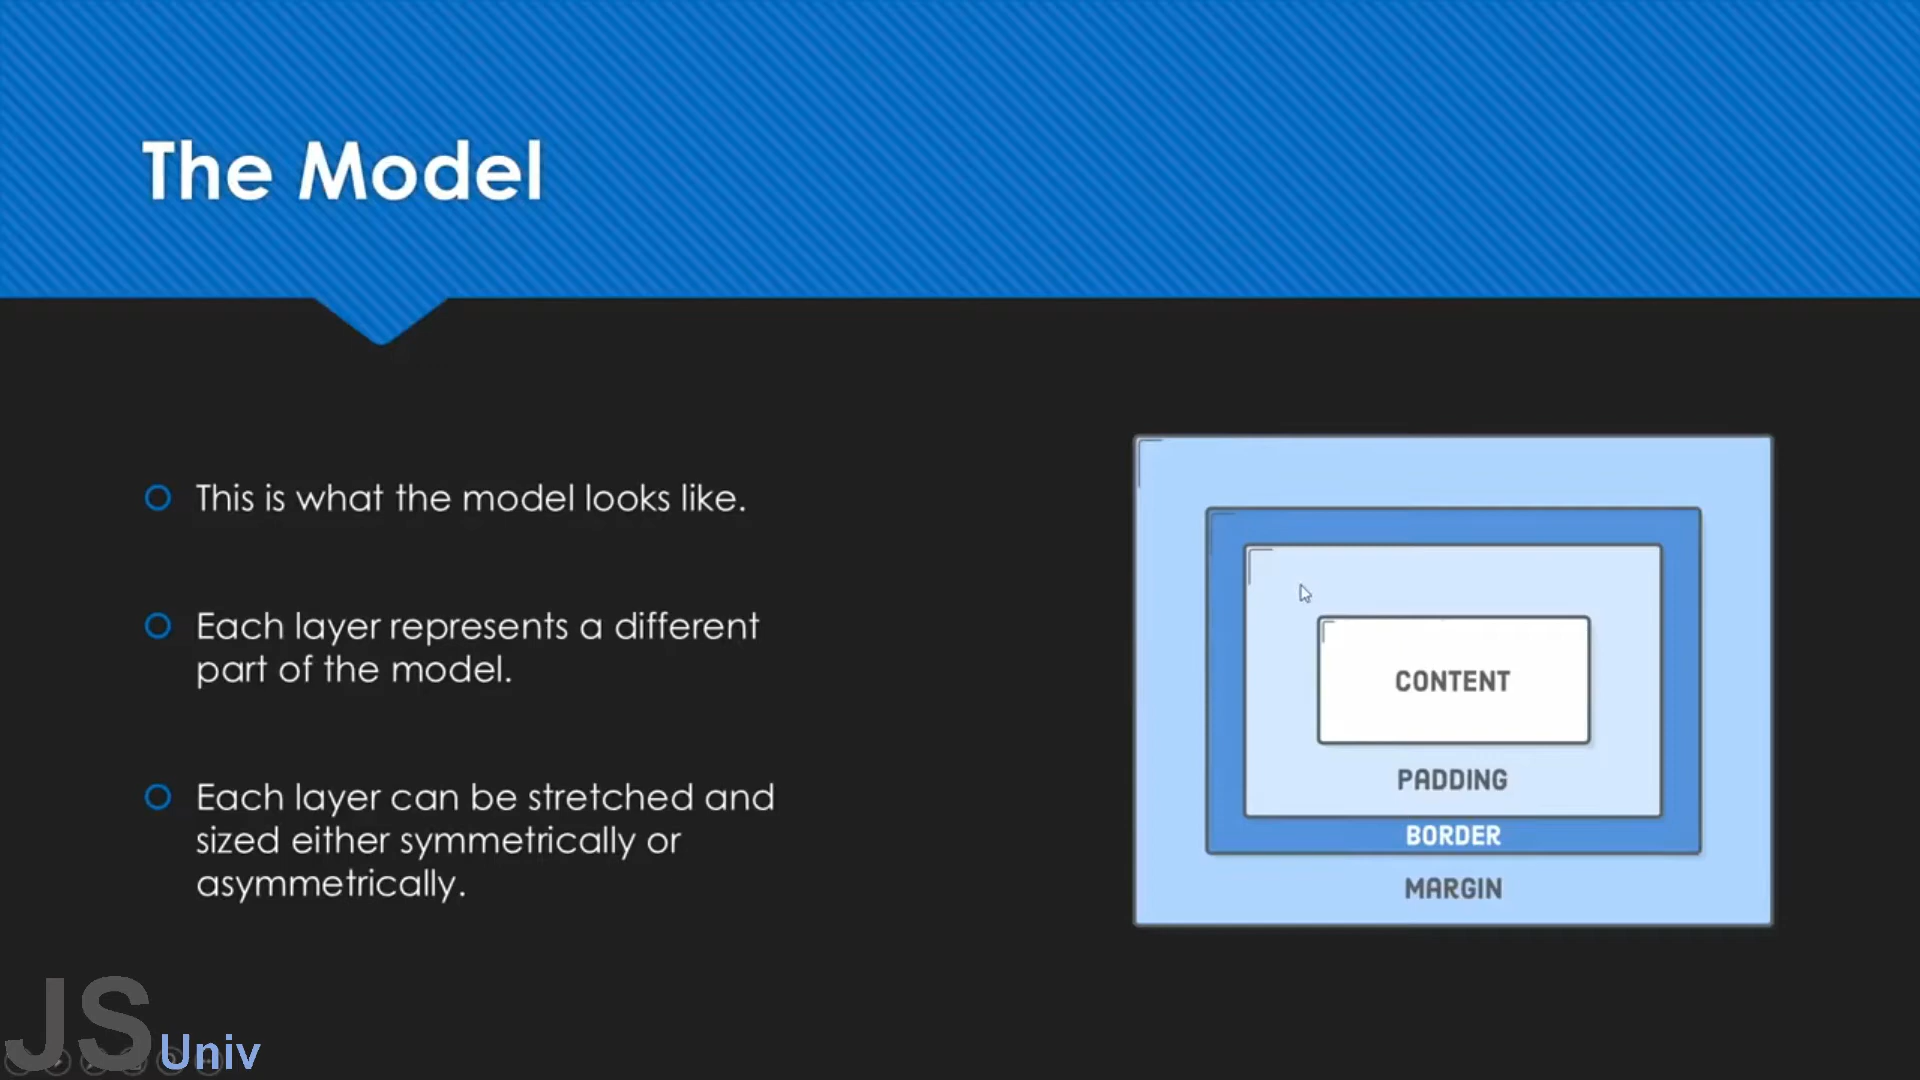 The Model
This is what the model looks like.
Each layer represents a different
part of the model.
Each layer can be stretched and
sized either symmetrically or
asymmetrically.
CONTENT
PADDING
BORDER
MARGIN
JS Univ